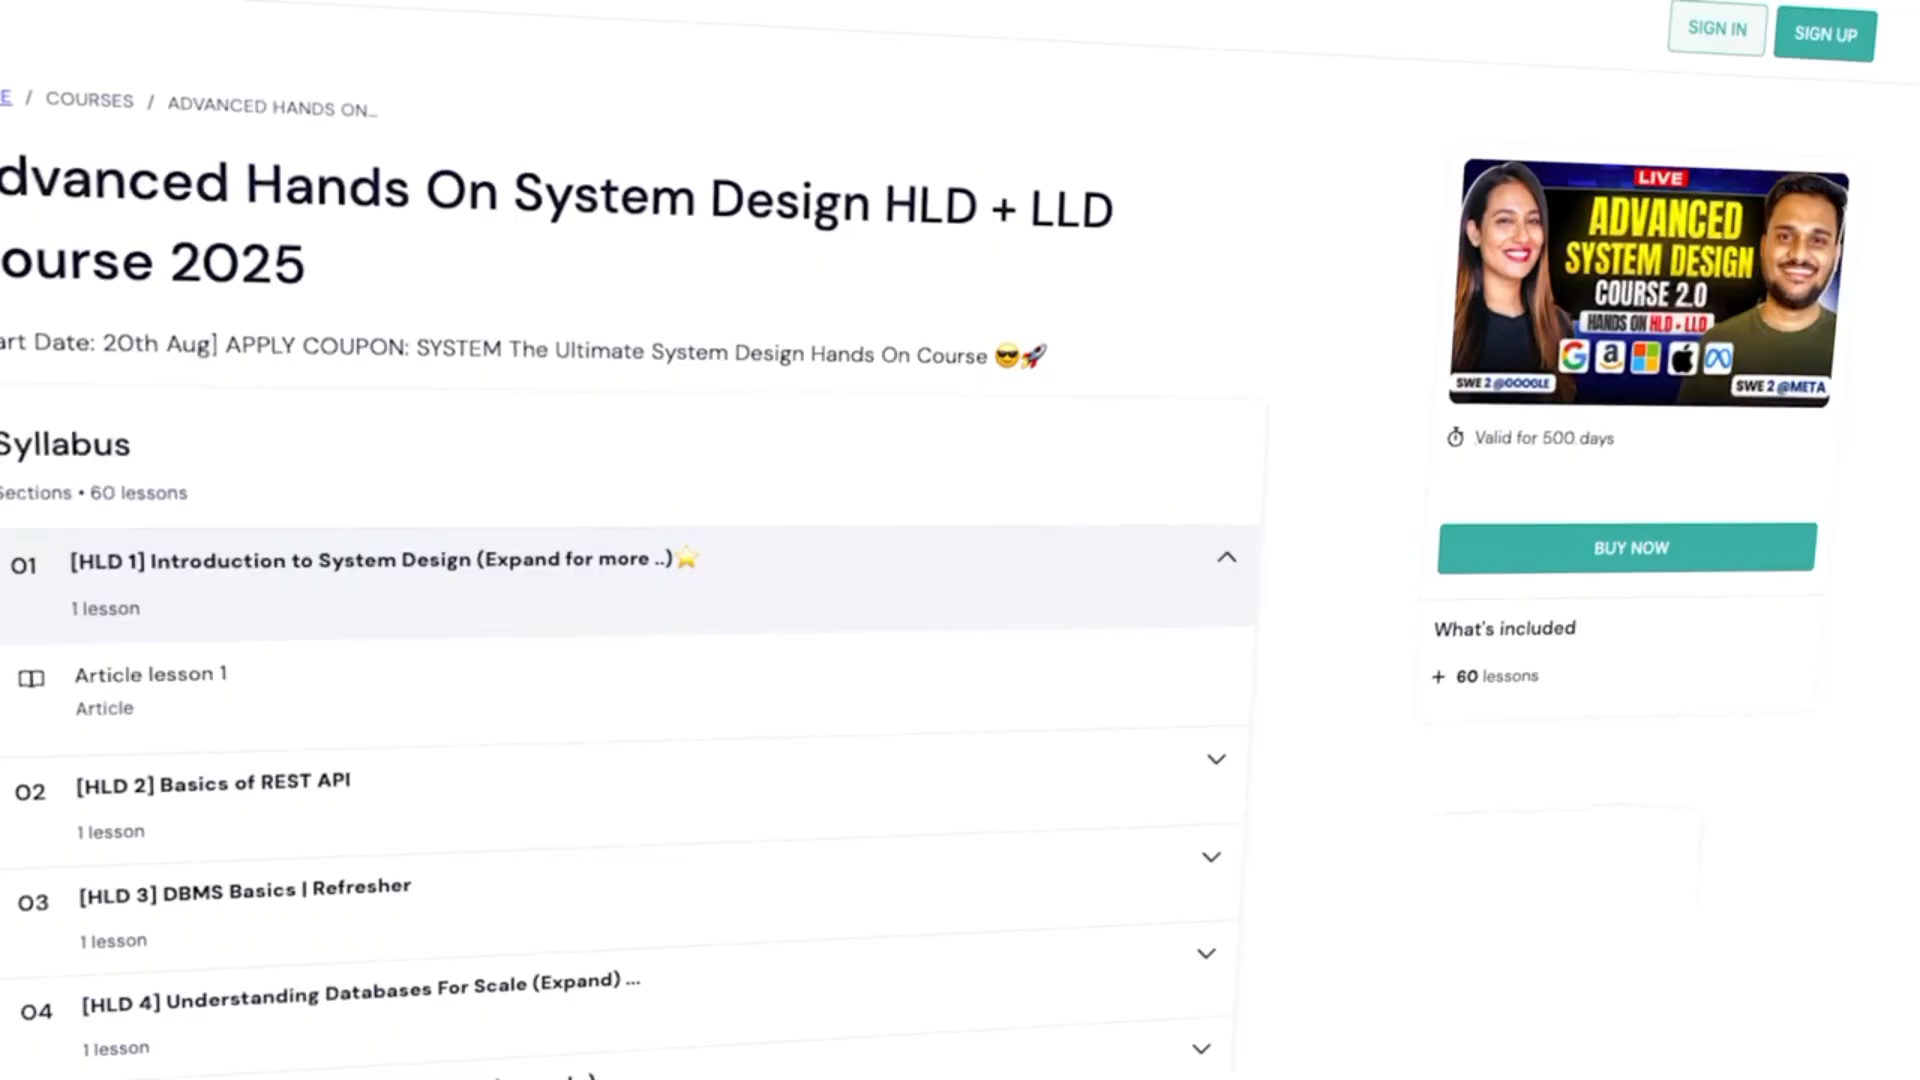 SIGN IN
SIGN UP
E / COURSES / ADVANCED HANDS ON...
dvanced Hands On System Design HLD + LLD
ourse 2025
art Date: 20th Aug] APPLY COUPON: SYSTEM The Ultimate System Design Hands On Course 😎🚀
LIVE
ADVANCED
SYSTEM DESIGN
COURSE 2.0
HANDS ON HLD + LLD
SWE 2 @GOOGLE
SWE 2 @META
Valid for 500 days
BUY NOW
What's included
+ 60 lessons
Syllabus
Sections • 60 lessons
01 [HLD 1] Introduction to System Design (Expand for more ..)⭐
1 lesson
Article lesson 1
Article
02 [HLD 2] Basics of REST API
1 lesson
03 [HLD 3] DBMS Basics | Refresher
1 lesson
04 [HLD 4] Understanding Databases For Scale (Expand) ...
1 lesson